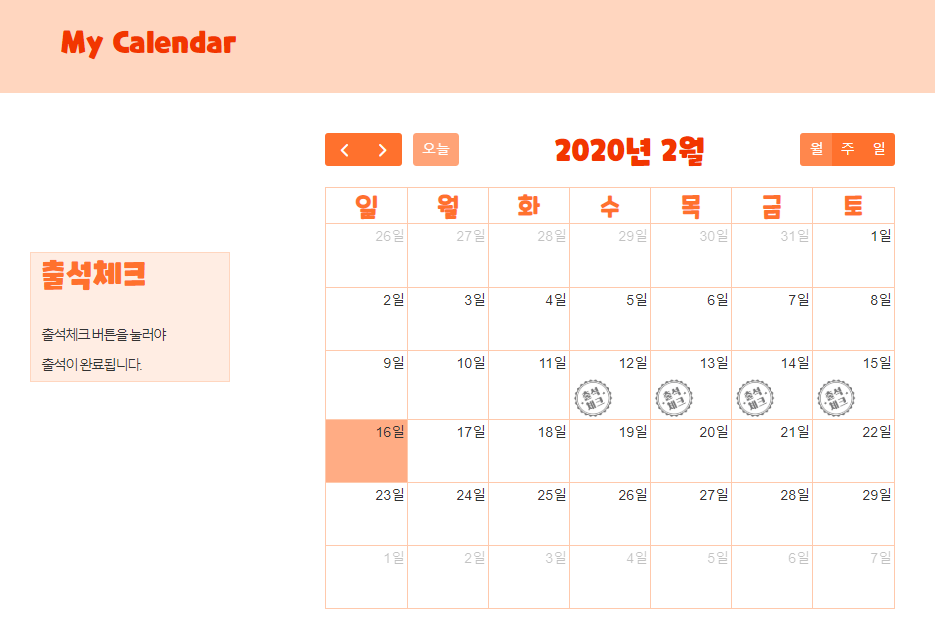 My Calendar
오늘
2020년 2월
월 주 일
일 월 화 수 목 금 토
26일 27일 28일 29일 30일 31일 1일
2일 3일 4일 5일 6일 7일 8일
9일 10일 11일 12일 13일 14일 15일
출석 출석 출석 출석
체크 체크 체크 체크
16일 17일 18일 19일 20일 21일 22일
23일 24일 25일 26일 27일 28일 29일
1일 2일 3일 4일 5일 6일 7일
출석체크
출석체크 버튼을 눌러야
출석이 완료됩니다.